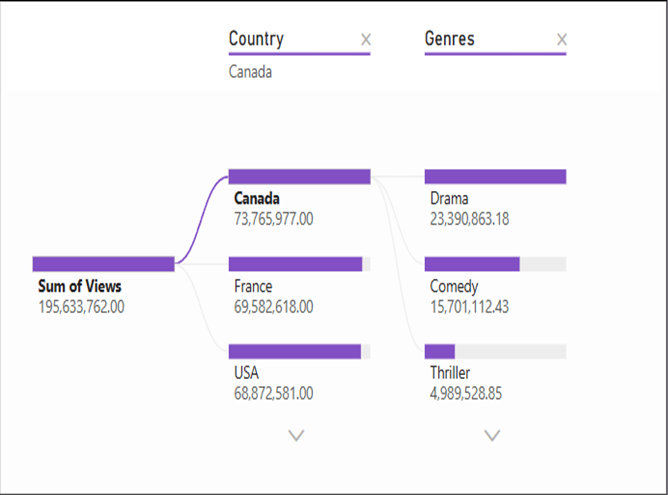 Country
Genres
Canada
Sum of Views
195,633,762.00
Canada
73,765,977.00
France
69,582,618.00
USA
68,872,581.00
Drama
23,390,863.18
Comedy
15,701,112.43
Thriller
4,989,528.85